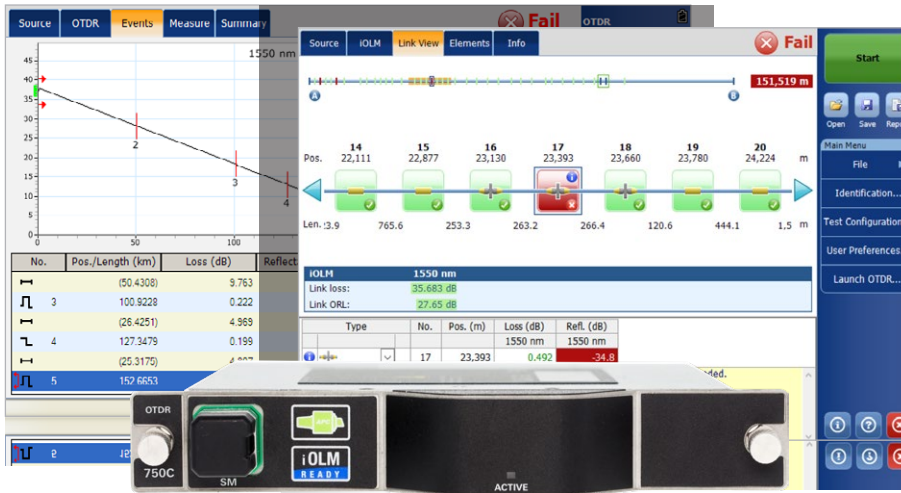 Source OTDR Events Measure Summary
Fail
OTDR
1550 nm
45
40
35
30
25
20
15
10
5
0
0 50 100
2
3
4
No. Pos./Length (km) Loss (dB) Reflect
(50.4308) 9.763
3 100.9228 0.222
(26.4251) 4.969
4 127.3479 0.199
(25.3175)
5 152.6653
Source iOLM Link View Elements Info
Fail
151,519 m
A
B
14 15 16 17 18 19 20
Pos. 22,111 22,877 23,130 23,393 23,660 23,780 24,224 m
Len. :3.9 765.6 253.3 263.2 266.4 120.6 444.1 1,5 m
iOLM 1550 nm
Link loss: 35.683 dB
Link ORL: 27.65 dB
Type No. Pos. (m) Loss (dB) Refl. (dB)
1550 nm 1550 nm
17 23,393 0.492 -34.8
Start
Open Save Repo
Main Menu
File
Identification...
Test Configuration
User Preferences
Launch OTDR...
OTDR
750C
SM
APC
iOLM
READY
ACTIVE